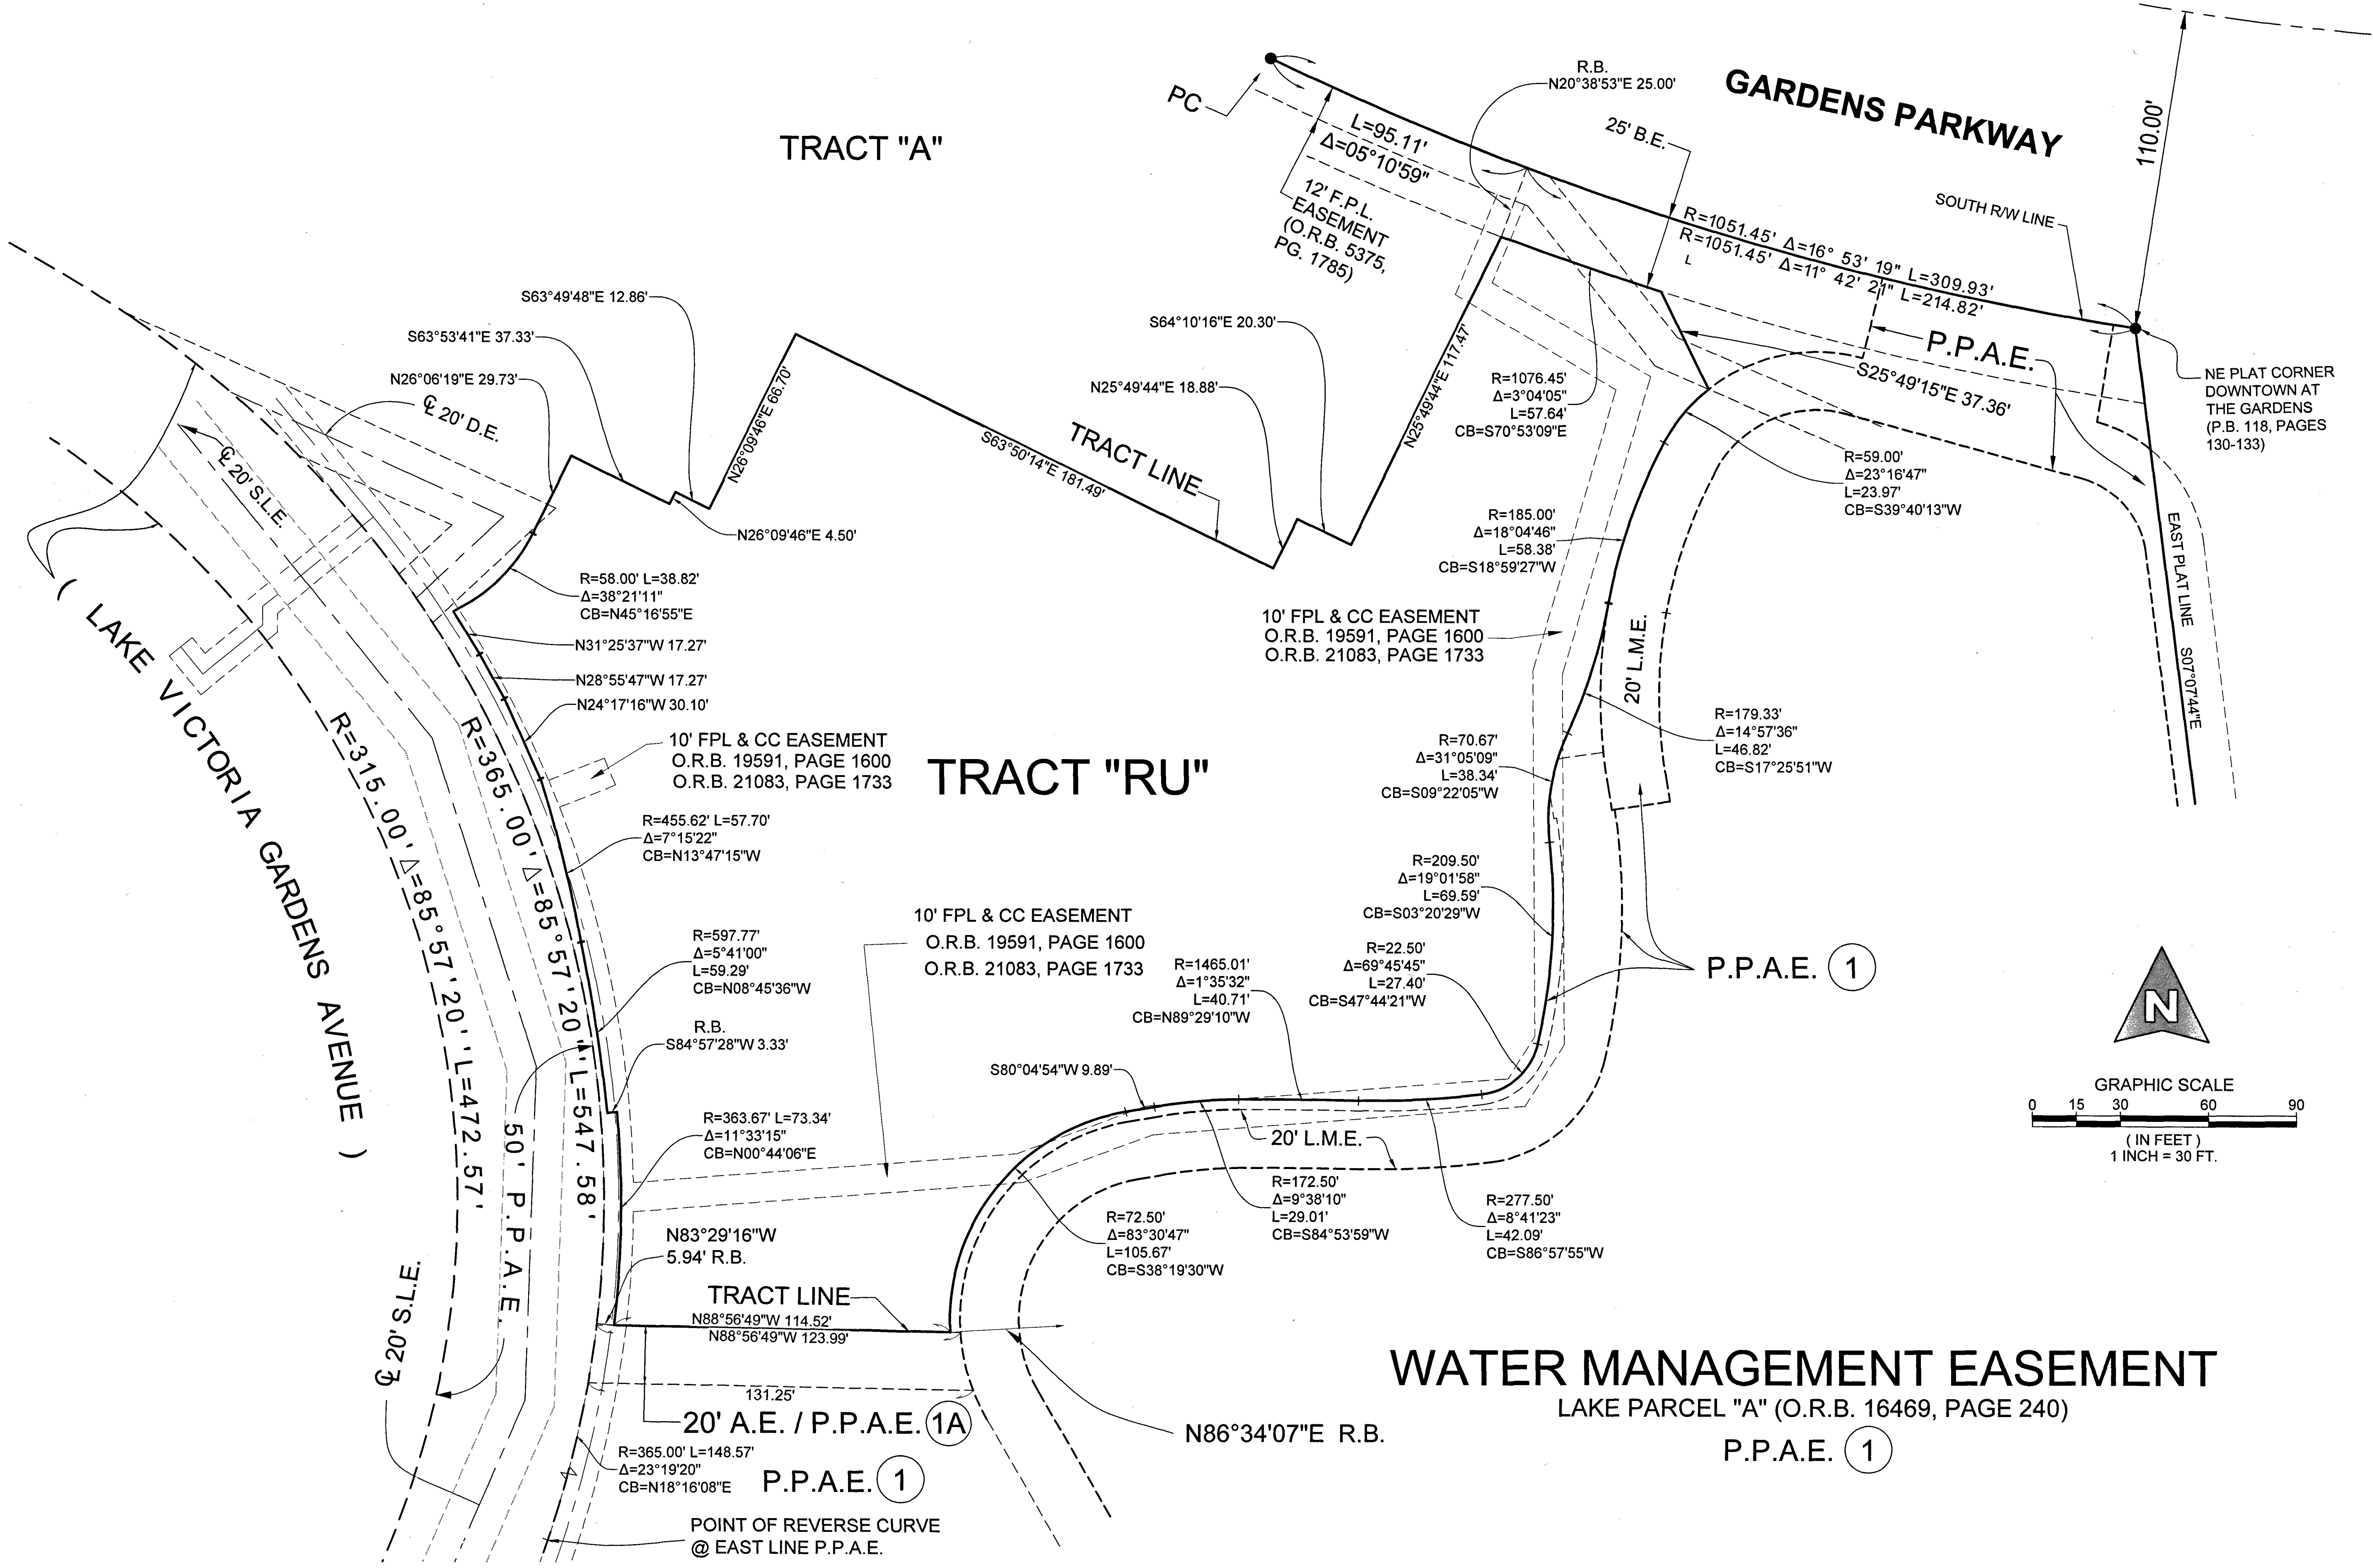 GARDENS PARKWAY
110.00'
R.B.
N20°38'53"E 25.00'
PC
L=95.11'
Δ=05°10'59"
25' B.E.
TRACT "A"
12' F.P.L.
EASEMENT
(O.R.B. 5375,
PG. 1785)
SOUTH R/W LINE
R=1051.45' Δ=16° 53' 19" L=309.93'
R=1051.45' Δ=11° 42' 21" L=214.82'
L
P.P.A.E.
NE PLAT CORNER
DOWNTOWN AT
THE GARDENS
(P.B. 118, PAGES
130-133)
S63°49'48"E 12.86'
S63°53'41"E 37.33'
N26°06'19"E 29.73'
℄ 20' D.E.
℄ 20' S.L.E.
N26°09'46"E 66.70'
N26°09'46"E 4.50'
S63°50'14"E 181.49'
TRACT LINE
S64°10'16"E 20.30'
N25°49'44"E 18.88'
N25°49'44"E 117.47'
R=1076.45'
Δ=3°04'05"
L=57.64'
CB=S70°53'09"E
S25°49'15"E 37.36'
R=59.00'
Δ=23°16'47"
L=23.97'
CB=S39°40'13"W
R=185.00'
Δ=18°04'46"
L=58.38'
CB=S18°59'27"W
EAST PLAT LINE S07°07'44"E
R=58.00' L=38.82'
Δ=38°21'11"
CB=N45°16'55"E
N31°25'37"W 17.27'
N28°55'47"W 17.27'
N24°17'16"W 30.10'
10' FPL & CC EASEMENT
O.R.B. 19591, PAGE 1600
O.R.B. 21083, PAGE 1733
20' L.M.E.
( LAKE VICTORIA GARDENS AVENUE )
R=315.00' Δ=85°57'20" L=472.57'
R=365.00' Δ=85°57'20" L=547.58'
10' FPL & CC EASEMENT
O.R.B. 19591, PAGE 1600
O.R.B. 21083, PAGE 1733
TRACT "RU"
R=70.67'
Δ=31°05'09"
L=38.34'
CB=S09°22'05"W
R=179.33'
Δ=14°57'36"
L=46.82'
CB=S17°25'51"W
R=455.62' L=57.70'
Δ=7°15'22"
CB=N13°47'15"W
R=209.50'
Δ=19°01'58"
L=69.59'
CB=S03°20'29"W
R=597.77'
Δ=5°41'00"
L=59.29'
CB=N08°45'36"W
10' FPL & CC EASEMENT
O.R.B. 19591, PAGE 1600
O.R.B. 21083, PAGE 1733
R=1465.01'
Δ=1°35'32"
L=40.71'
CB=N89°29'10"W
R=22.50'
Δ=69°45'45"
L=27.40'
CB=S47°44'21"W
P.P.A.E. 1
R.B.
S84°57'28"W 3.33'
S80°04'54"W 9.89'
N
GRAPHIC SCALE
0 15 30 60 90
( IN FEET )
1 INCH = 30 FT.
R=363.67' L=73.34'
Δ=11°33'15"
CB=N00°44'06"E
50' P.P.A.E.
20' L.M.E.
R=172.50'
Δ=9°38'10"
L=29.01'
CB=S84°53'59"W
R=277.50'
Δ=8°41'23"
L=42.09'
CB=S86°57'55"W
R=72.50'
Δ=83°30'47"
L=105.67'
CB=S38°19'30"W
N83°29'16"W
5.94' R.B.
℄ 20' S.L.E.
TRACT LINE
N88°56'49"W 114.52'
N88°56'49"W 123.99'
131.25'
20' A.E. / P.P.A.E. 1A
N86°34'07"E R.B.
R=365.00' L=148.57'
Δ=23°19'20"
CB=N18°16'08"E
P.P.A.E. 1
POINT OF REVERSE CURVE
@ EAST LINE P.P.A.E.
WATER MANAGEMENT EASEMENT
LAKE PARCEL "A" (O.R.B. 16469, PAGE 240)
P.P.A.E. 1